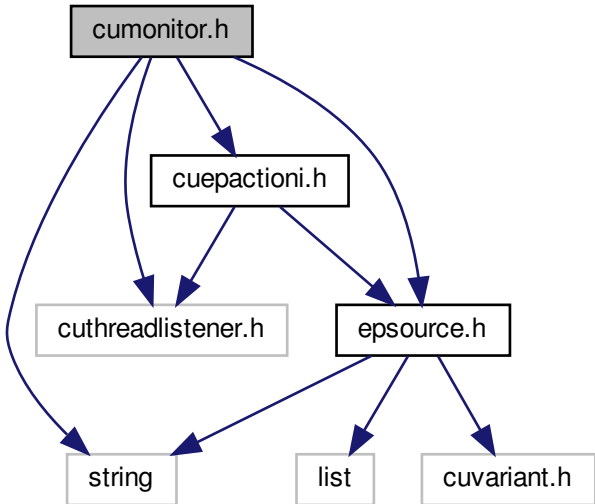 cumonitor.h
cuepactioni.h
cuthreadlistener.h
epsource.h
string
list
cuvariant.h